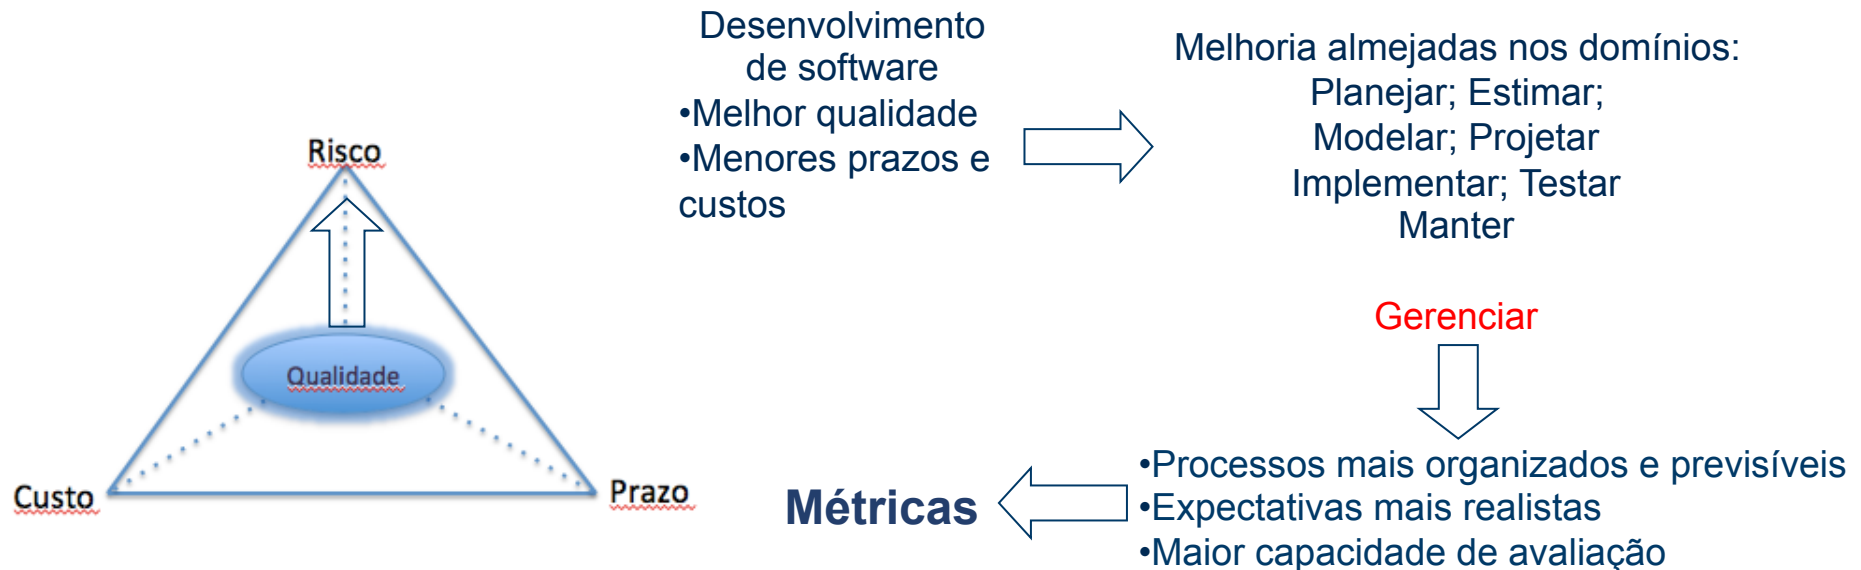 Risco
Qualidade
Custo
Prazo
Desenvolvimento
de software
•Melhor qualidade
•Menores prazos e
custos
Melhoria almejadas nos domínios:
Planejar; Estimar;
Modelar; Projetar
Implementar; Testar
Manter
Gerenciar
•Processos mais organizados e previsíveis
•Expectativas mais realistas
•Maior capacidade de avaliação
Métricas